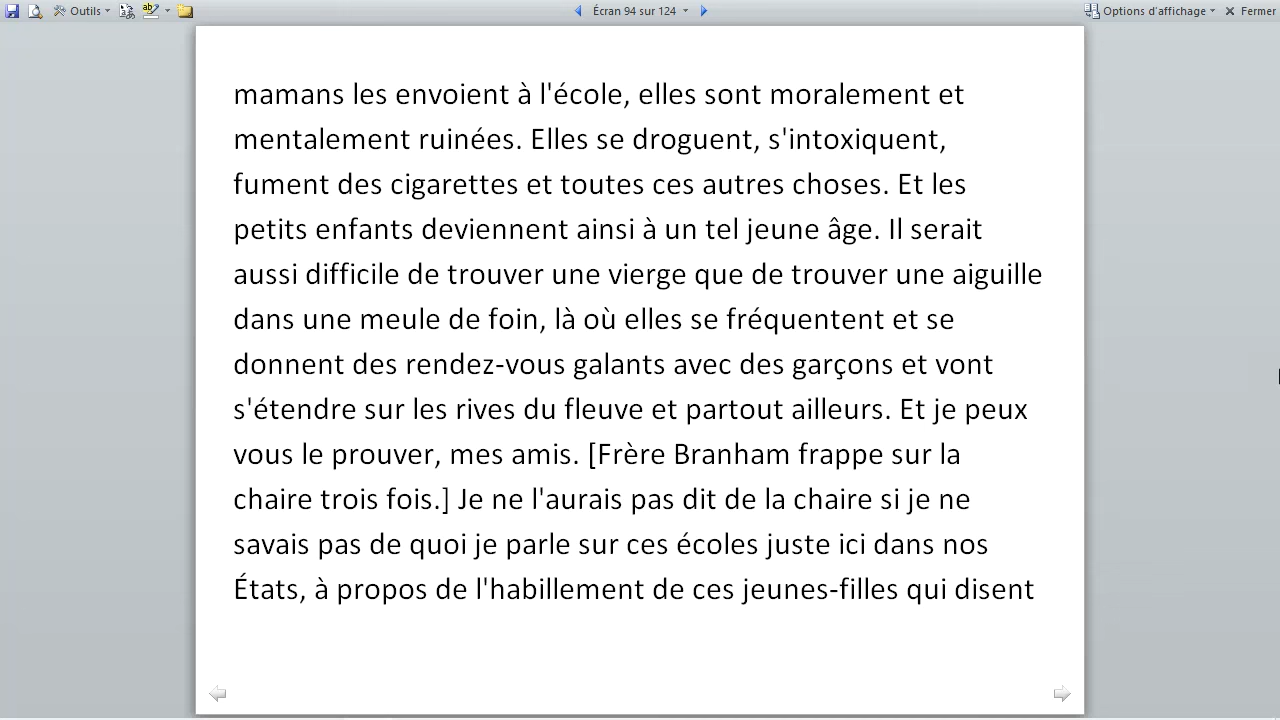 Outils
Écran 94 sur 124
Options d'affichage
Fermer
mamans les envoient à l'école, elles sont moralement et
mentalement ruinées. Elles se droguent, s'intoxiquent,
fument des cigarettes et toutes ces autres choses. Et les
petits enfants deviennent ainsi à un tel jeune âge. Il serait
aussi difficile de trouver une vierge que de trouver une aiguille
dans une meule de foin, là où elles se fréquentent et se
donnent des rendez-vous galants avec des garçons et vont
s'étendre sur les rives du fleuve et partout ailleurs. Et je peux
vous le prouver, mes amis. [Frère Branham frappe sur la
chaire trois fois.] Je ne l'aurais pas dit de la chaire si je ne
savais pas de quoi je parle sur ces écoles juste ici dans nos
États, à propos de l'habillement de ces jeunes-filles qui disent